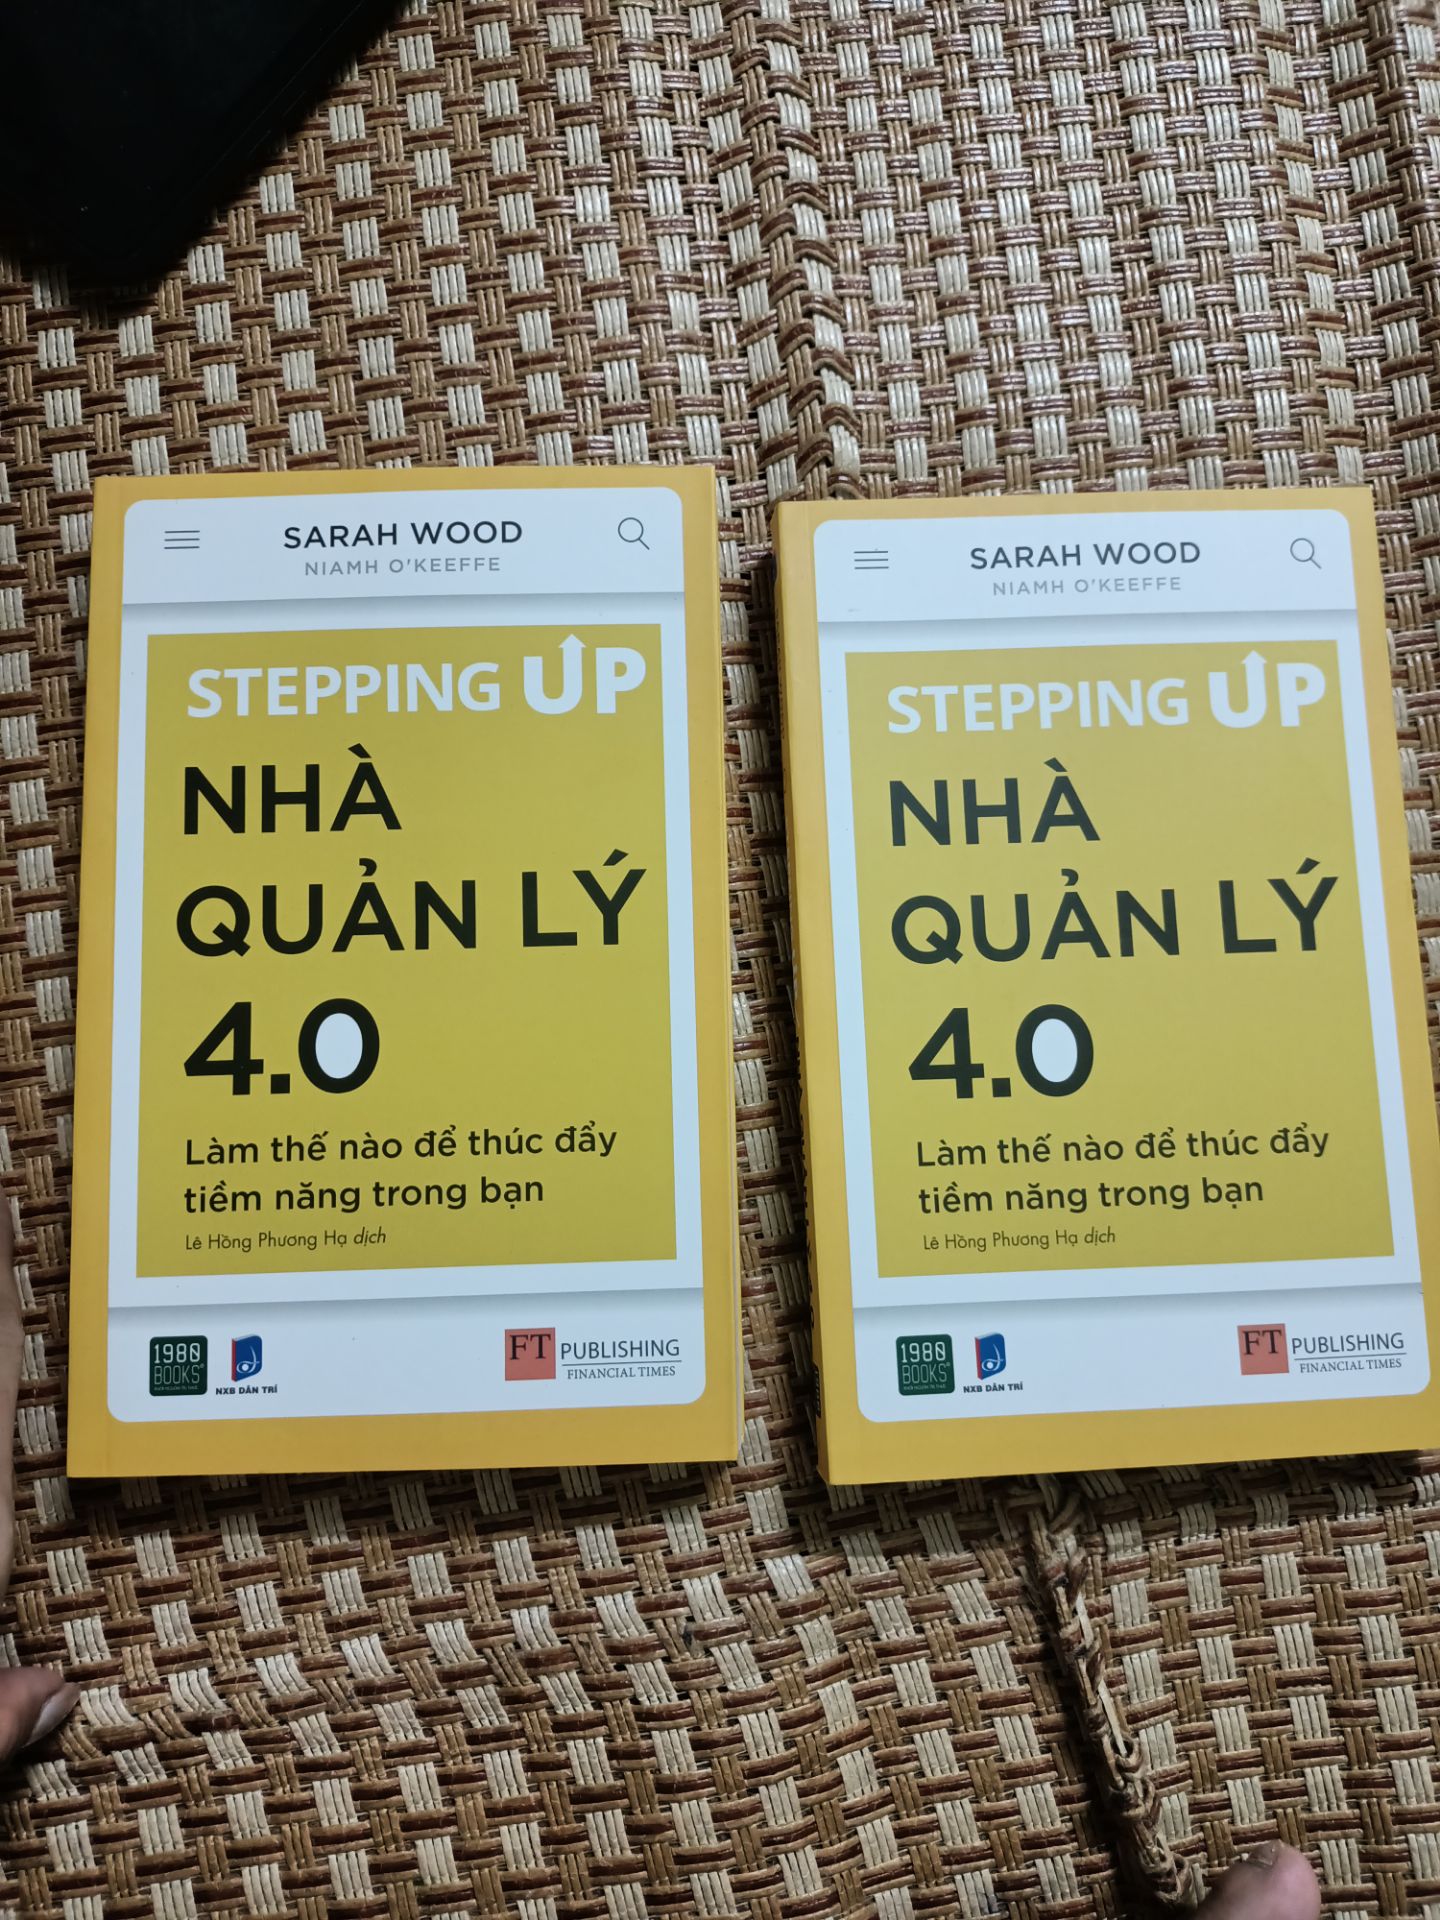 SARAH WOOD
NIAMH O'KEEFFE
STEPPING UP
NHÀ
QUẢN LÝ
4.0
Làm thế nào để thúc đẩy
tiềm năng trong bạn
Lê Hồng Phương Hạ dịch
1980
BOOKS
NXB DÂN TRÍ
FT PUBLISHING
FINANCIAL TIMES
SARAH WOOD
NIAMH O'KEEFFE
STEPPING UP
NHÀ
QUẢN LÝ
4.0
Làm thế nào để thúc đẩy
tiềm năng trong bạn
Lê Hồng Phương Hạ dịch
1980
BOOKS
NXB DÂN TRÍ
FT PUBLISHING
FINANCIAL TIMES